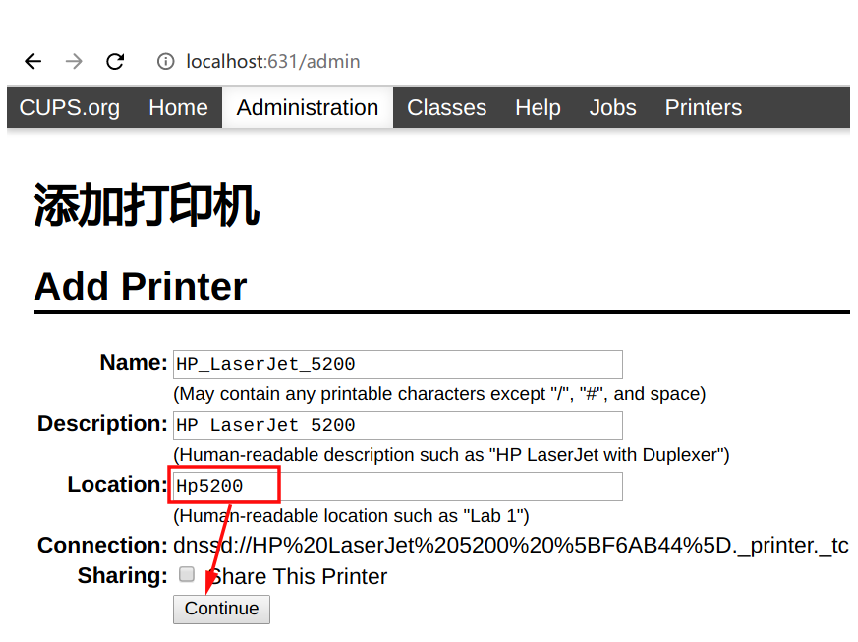 localhost:631/admin
CUPS.org Home Administration Classes Help Jobs Printers
添加打印机
Add Printer
Name: HP_LaserJet_5200
(May contain any printable characters except "/", "#", and space)
Description: HP LaserJet 5200
(Human-readable description such as "HP LaserJet with Duplexer")
Location: Hp5200
(Human-readable location such as "Lab 1")
Connection: dnssd://HP%20LaserJet%205200%20%5BF6AB44%5D._printer._tc
Sharing: Share This Printer
Continue